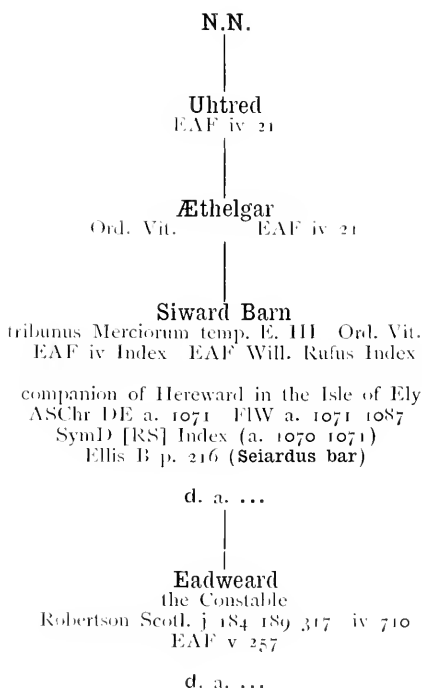 N.N.
Uhtred
EAF iv 21
Æthelgar
Ord. Vit. EAF iv 21
Siward Barn
tribunus Merciorum temp. E. III Ord. Vit.
EAF iv Index EAF Will. Rufus Index
companion of Hereward in the Isle of Ely
ASChr DE a. 1071 FlW a. 1071 1087
SymD [RS] Index (a. 1070 1071)
Ellis B p. 216 (Seiardus bar)
d. a. ...
Eadweard
the Constable
Robertson Scotl. j 184 189 317 iv 710
EAF v 257
d. a. ...